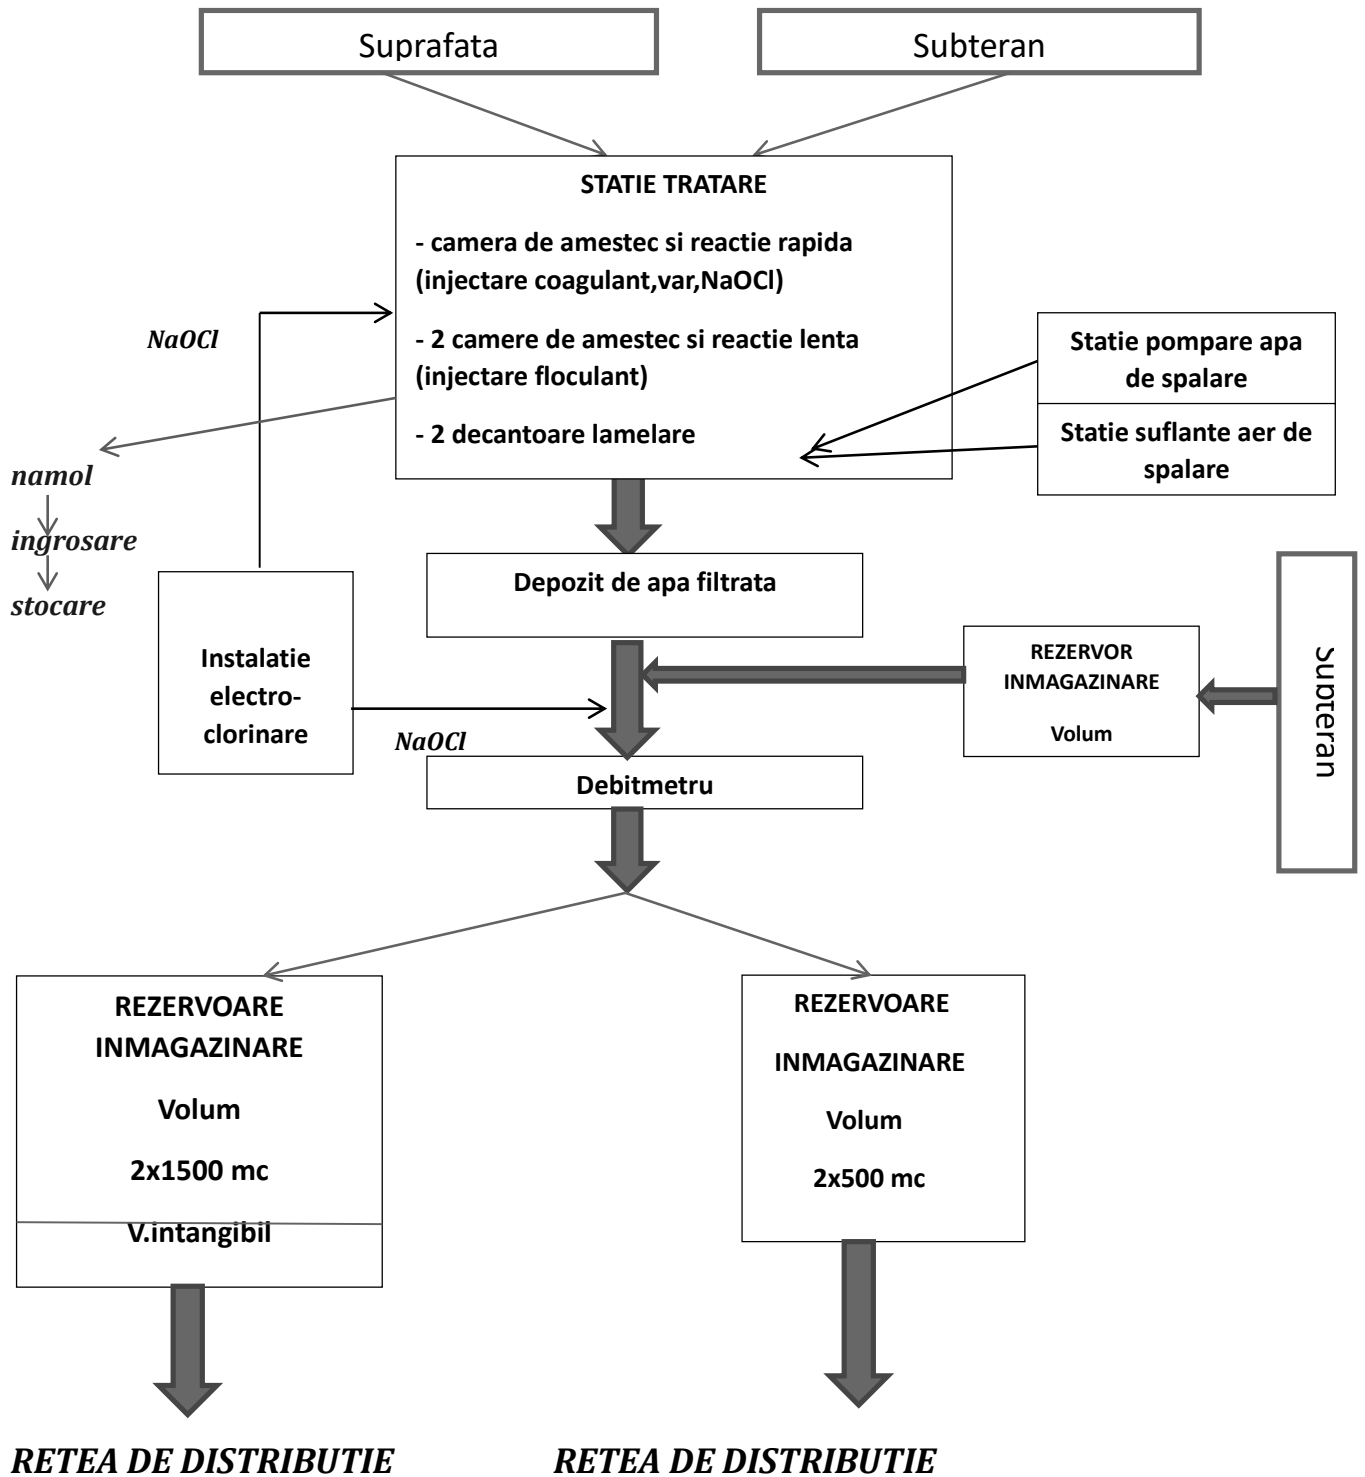 Suprafata
Subteran
STATIE TRATARE
- camera de amestec si reactie rapida
(injectare coagulant,var,NaOCl)
- 2 camere de amestec si reactie lenta
(injectare floculant)
- 2 decantoare lamelare
NaOCl
Statie pompare apa
de spalare
Statie suflante aer de
spalare
namol
ingrosare
stocare
Depozit de apa filtrata
Instalatie
electro-
clorinare
NaOCl
REZERVOR
INMAGAZINARE
Volum
Subteran
Debitmetru
REZERVOARE
INMAGAZINARE
Volum
2x1500 mc
V.intangibil
REZERVOARE
INMAGAZINARE
Volum
2x500 mc
RETEA DE DISTRIBUTIE
RETEA DE DISTRIBUTIE